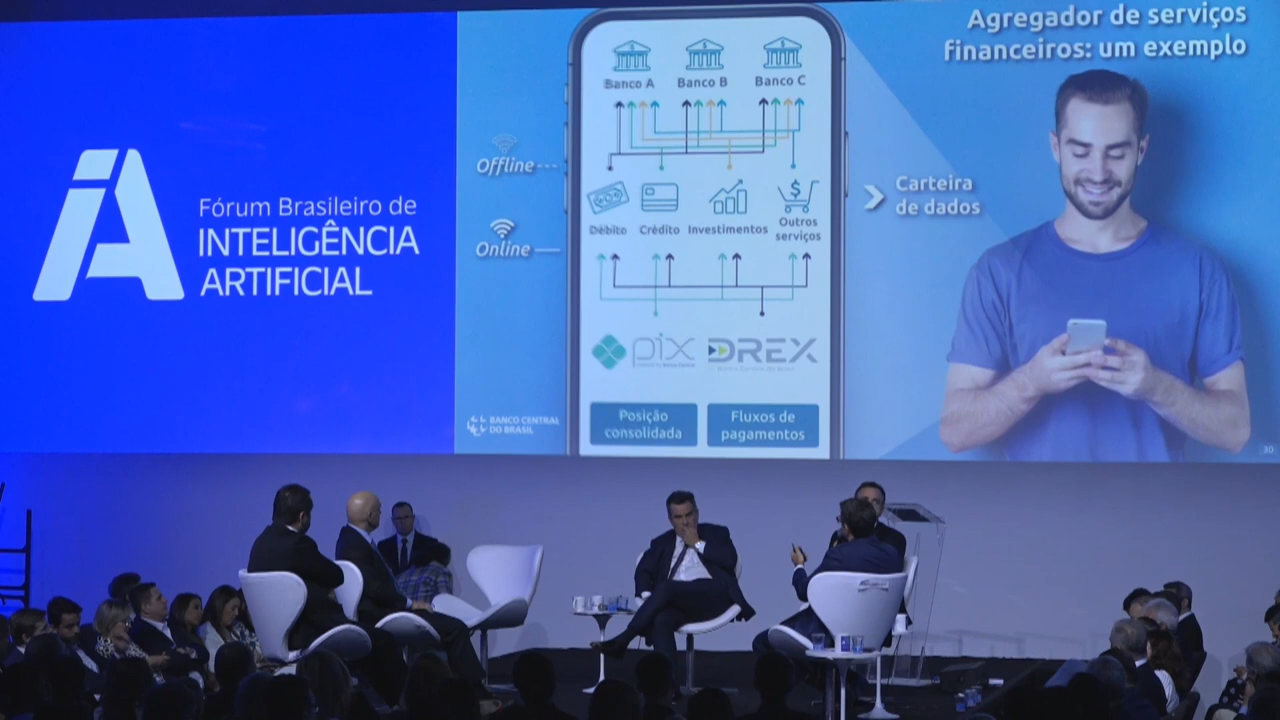 Fórum Brasileiro de
INTELIGÊNCIA
ARTIFICIAL
Agregador de serviços
financeiros: um exemplo
Banco A
Banco B
Banco C
Offline
Online
Débito
Crédito
Investimentos
Outros
serviços
Carteira
de dados
pix
DREX
Posição
consolidada
Fluxos de
pagamentos
BANCO CENTRAL
DO BRASIL
30